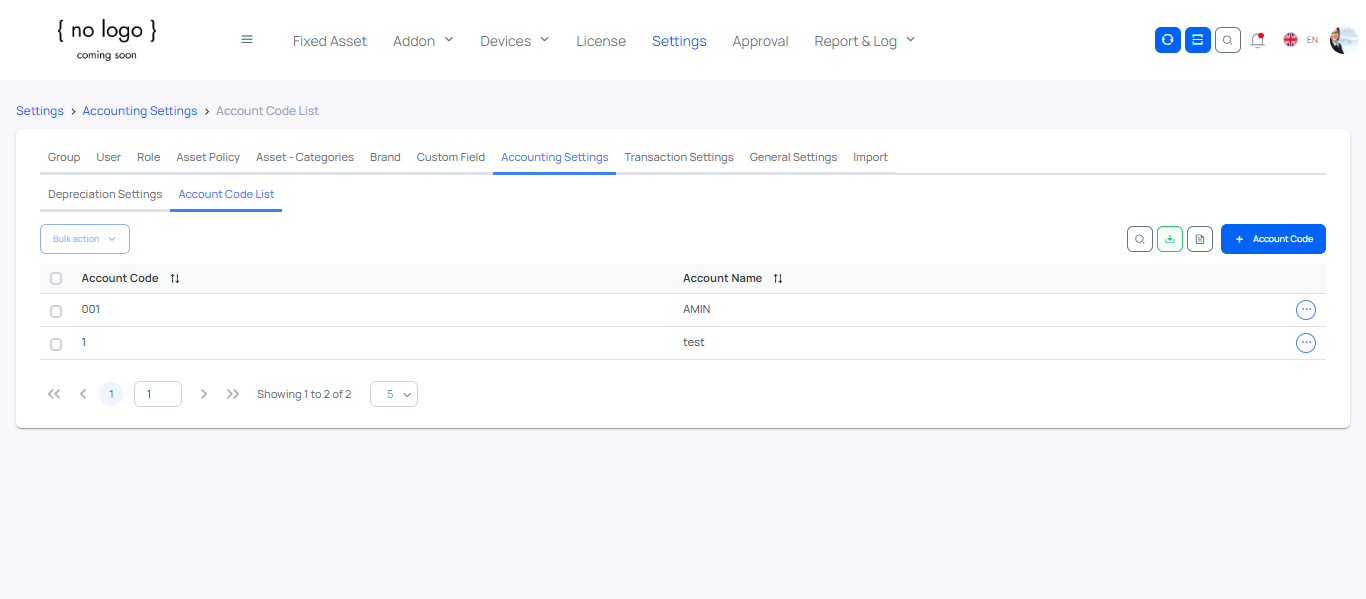 { no logo }
coming soon
Fixed Asset Addon Devices License Settings Approval Report & Log EN
Settings > Accounting Settings > Account Code List
Group User Role Asset Policy Asset - Categories Brand Custom Field Accounting Settings Transaction Settings General Settings Import
Depreciation Settings Account Code List
Bulk action + Account Code
Account Code Account Name
001 AMIN
1 test
1 1 Showing 1 to 2 of 2 5